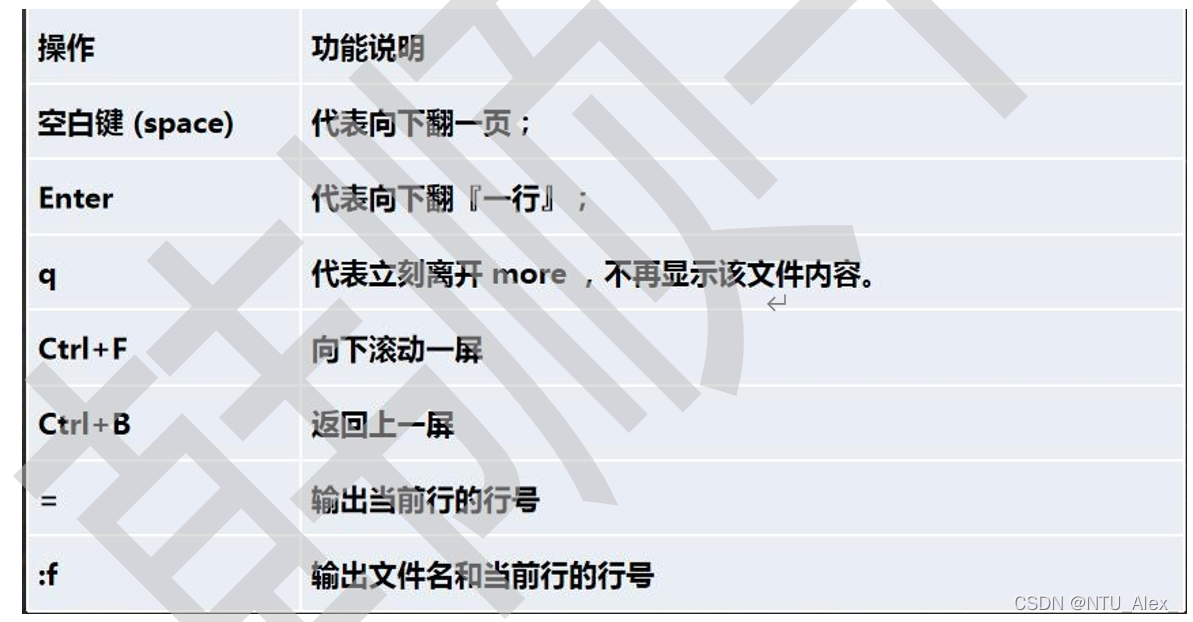 操作 功能说明
空白键 (space) 代表向下翻一页；
Enter 代表向下翻『一行』；
q 代表立刻离开 more ，不再显示该文件内容。
Ctrl+F 向下滚动一屏
Ctrl+B 返回上一屏
= 输出当前行的行号
:f 输出文件名和当前行的行号
CSDN @NTU_Alex_